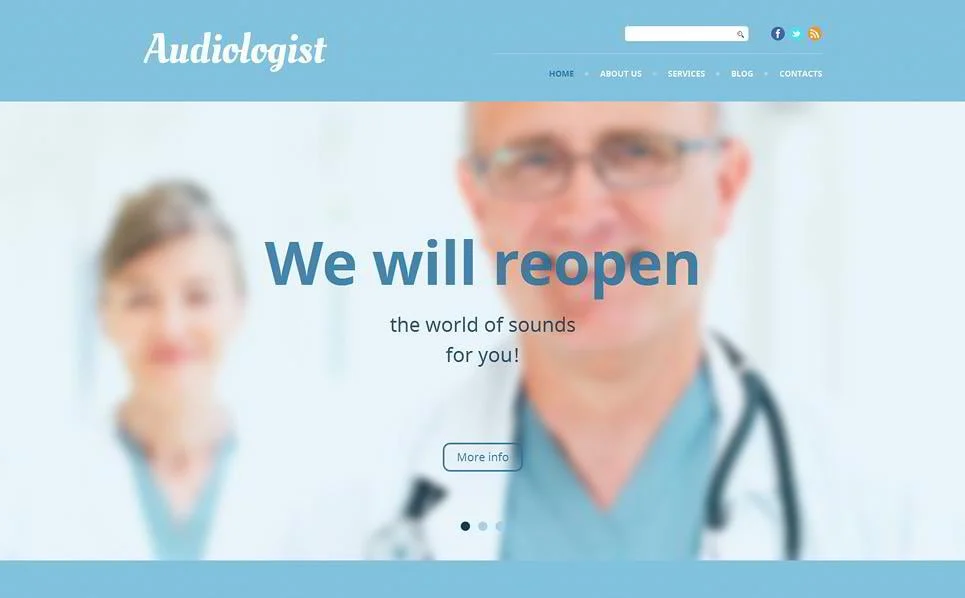 Audiologist
HOME
ABOUT US
SERVICES
BLOG
CONTACTS
We will reopen
the world of sounds
for you!
More info